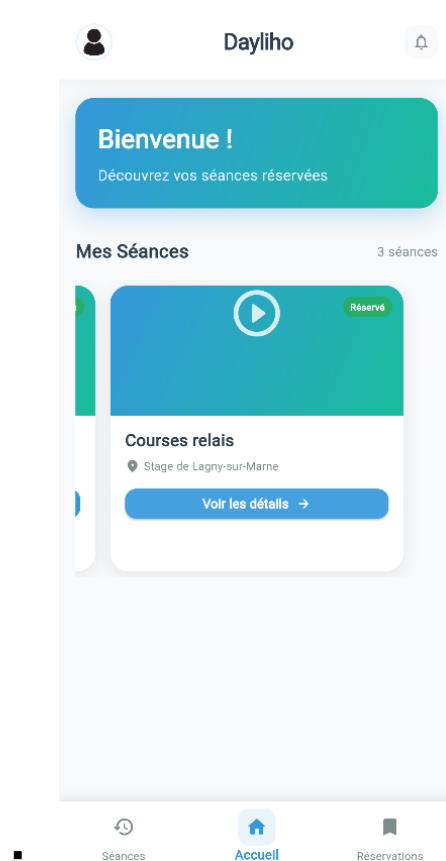 Dayliho
Bienvenue !
Découvrez vos séances réservées
Mes Séances
3 séances
Réservé
Courses relais
Stage de Lagny-sur-Marne
Voir les détails →
Séances
Accueil
Réservations